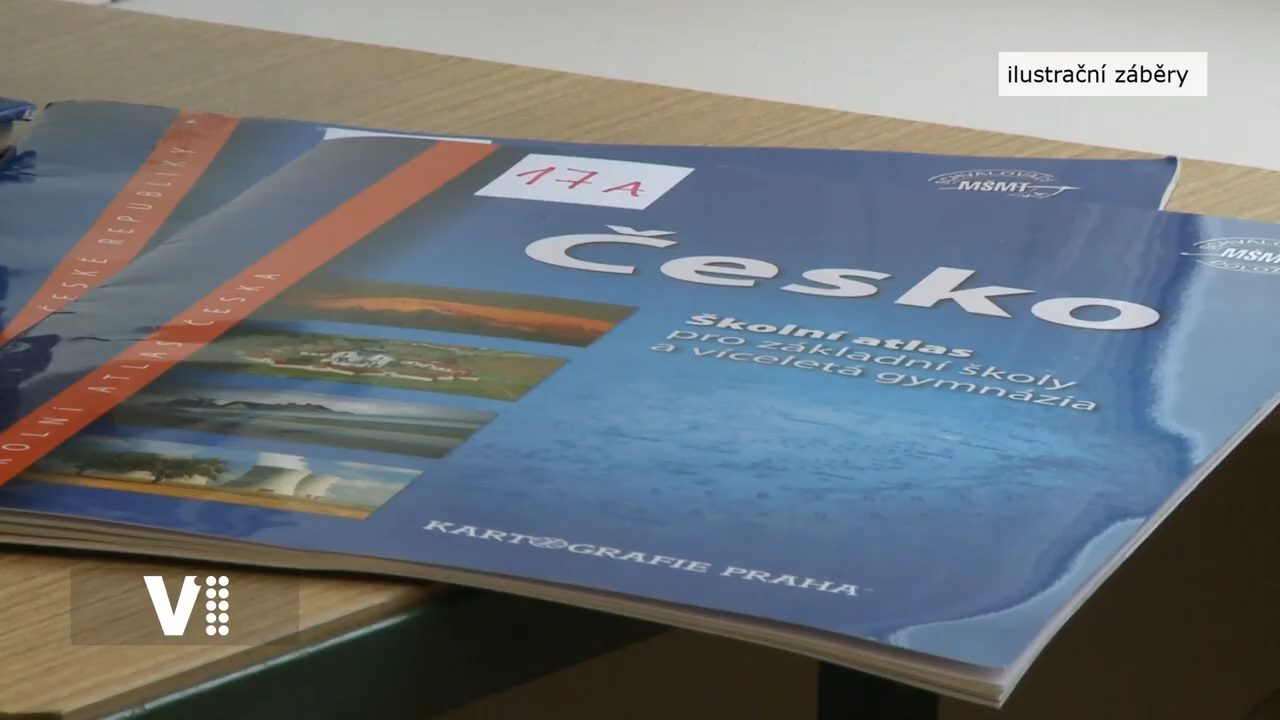 ilustrační záběry
17A
MŠMT
Česko
Školní atlas
pro základní školy
a víceletá gymnázia
KARTOGRAFIE PRAHA
ČESKÉ REPUBLIKY
ŠKOLNÍ ATLAS ČESKA
V1